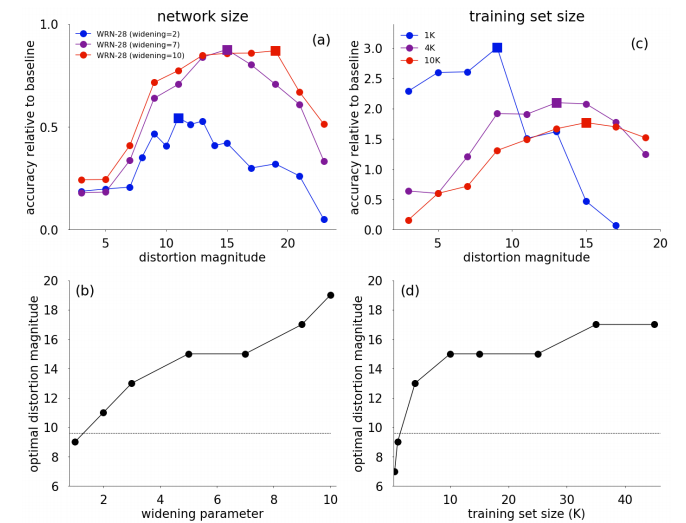 network size
training set size
WRN-28 (widening=2)
WRN-28 (widening=7)
WRN-28 (widening=10)
(a)
1.0
0.5
0.0
accuracy relative to baseline
5 10 15 20
distortion magnitude
1K
4K
10K
(c)
3.0
2.5
2.0
1.5
1.0
0.5
0.0
accuracy relative to baseline
5 10 15 20
distortion magnitude
(b)
20
18
16
14
12
10
8
6
optimal distortion magnitude
2 4 6 8 10
widening parameter
(d)
20
18
16
14
12
10
8
6
optimal distortion magnitude
10 20 30 40
training set size (K)